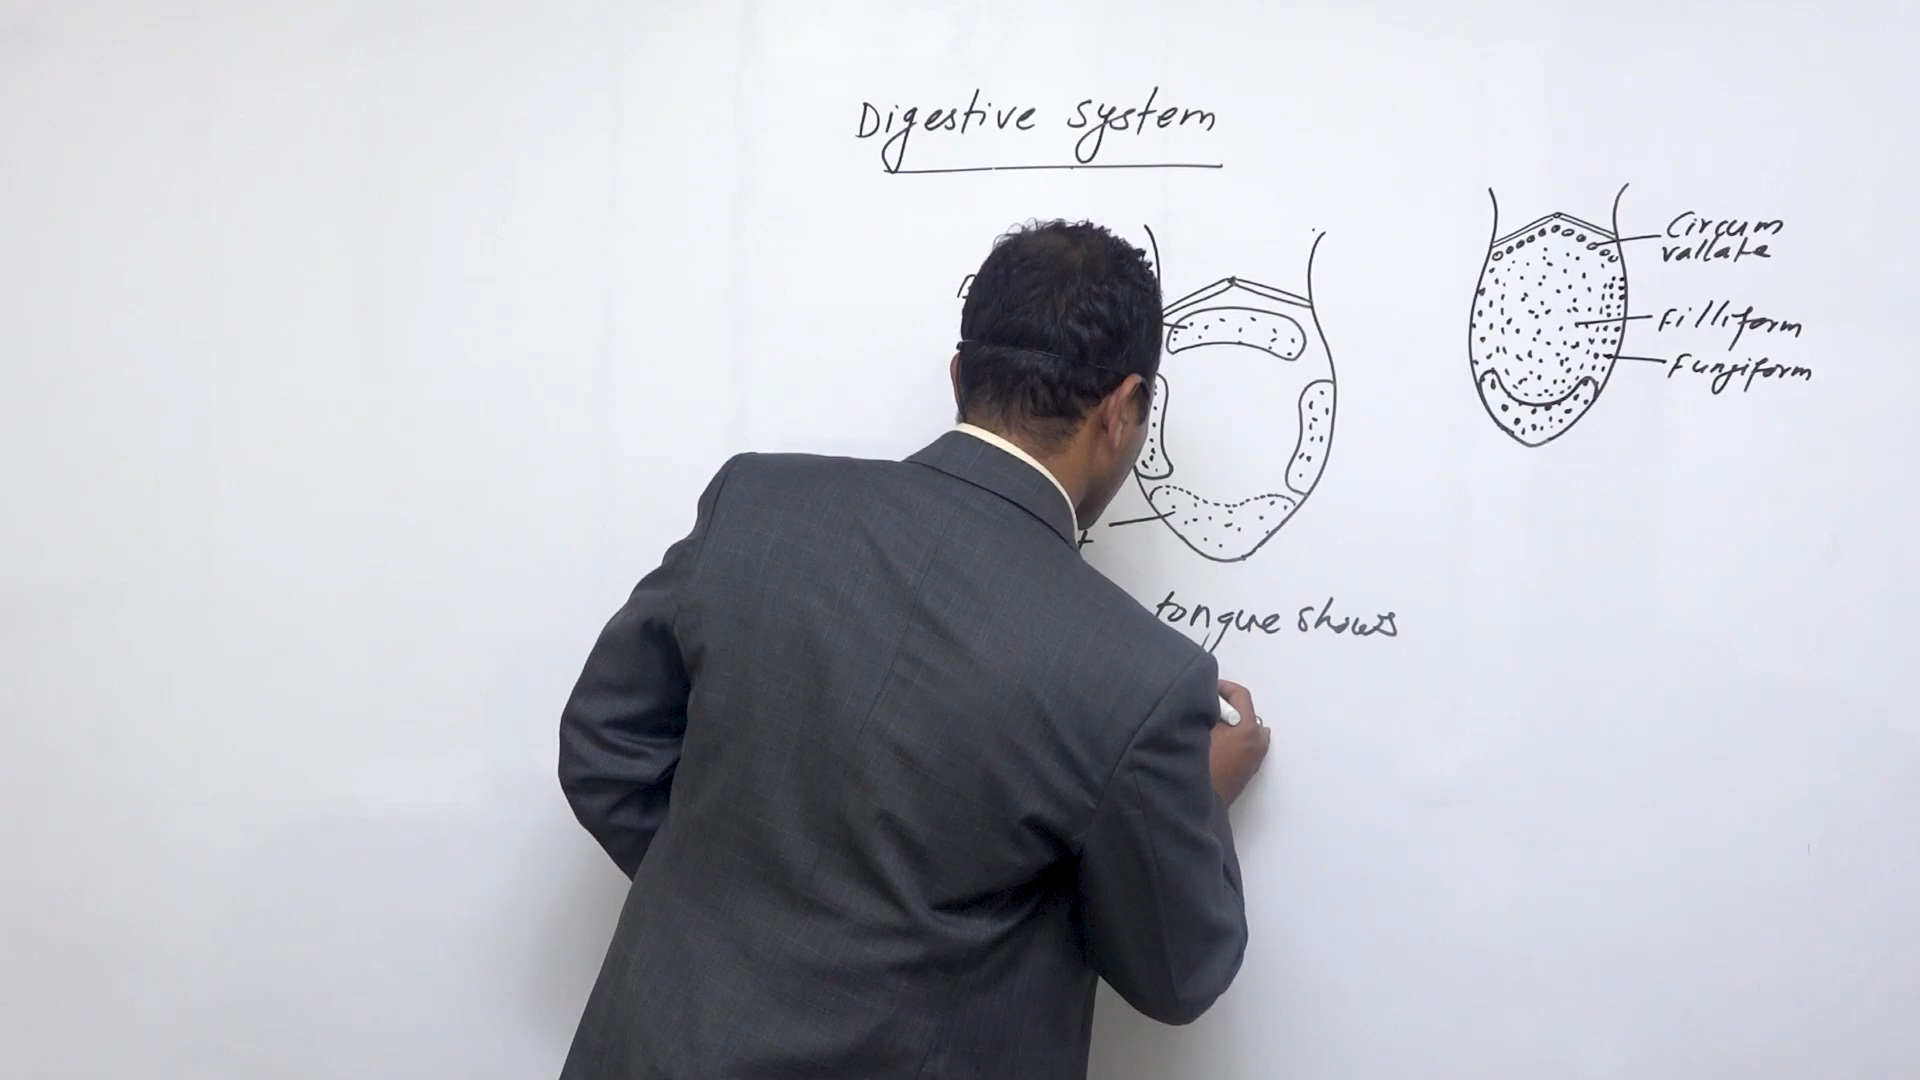 Digestive system
Circum
vallate
Filliform
Fungiform
tongue shows